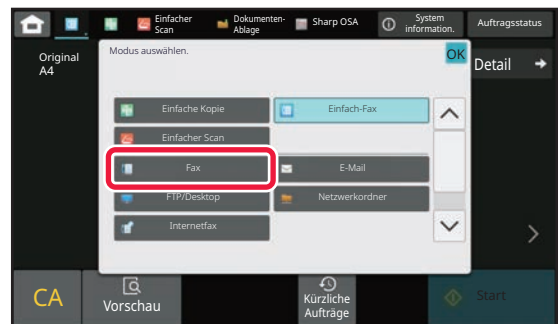 Einfacher
Scan
Dokumenten-
Ablage
Sharp OSA
System
information.
Auftragsstatus
Original
A4
Modus auswählen.
OK
Detail
Einfache Kopie
Einfach-Fax
Einfacher Scan
Fax
E-Mail
FTP/Desktop
Netzwerkordner
Internetfax
CA
Vorschau
Kürzliche
Aufträge
Start